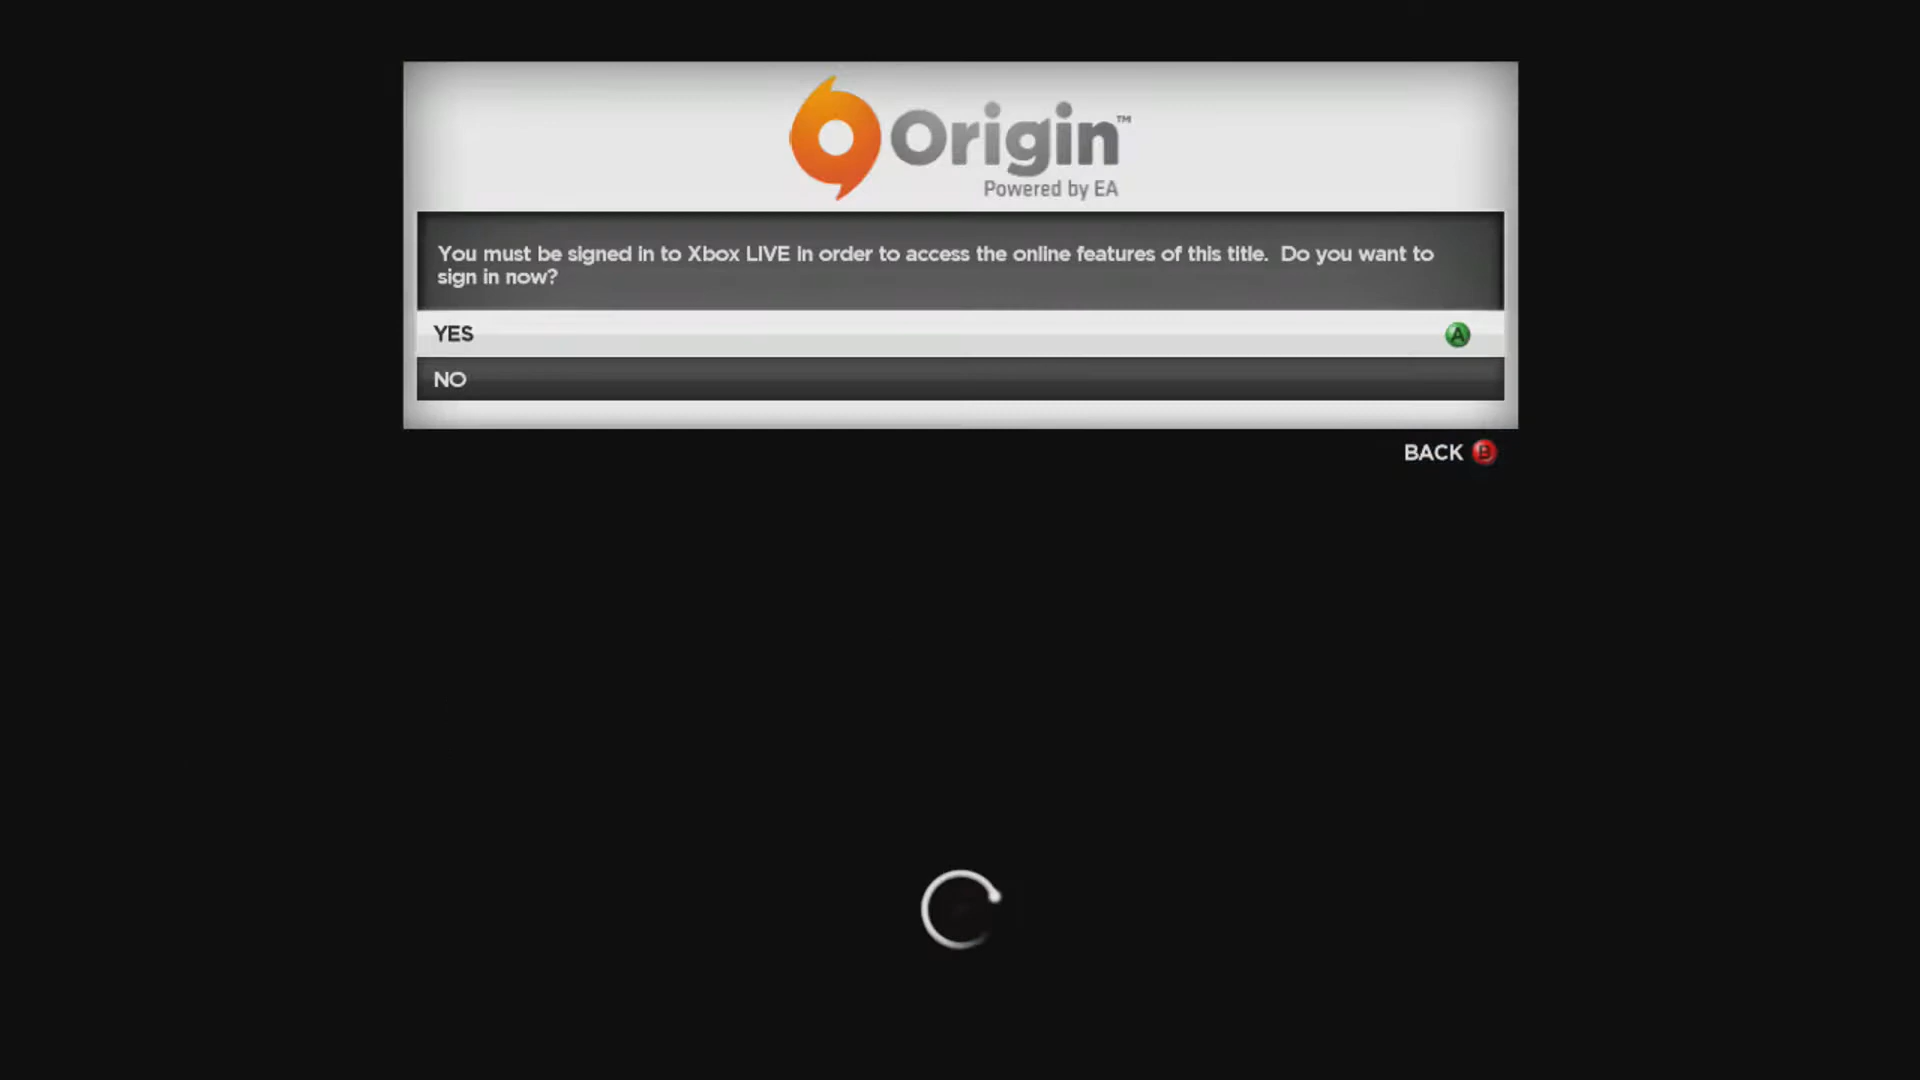 Origin™
Powered by EA
You must be signed in to Xbox LIVE in order to access the online features of this title.  Do you want to
sign in now?
YES A
NO
BACK B